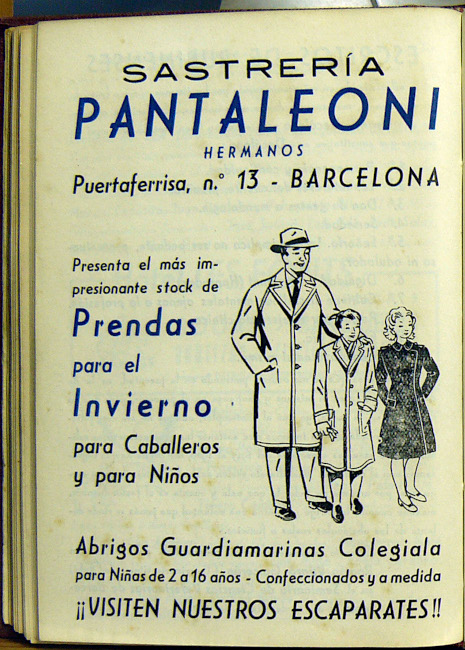 SASTRERÍA
PANTALEONI
HERMANOS
Puertaferrisa, n.º 13 - BARCELONA
Presenta el más im-
presionante stock de
Prendas
para el
Invierno
para Caballeros
y para Niños
Abrigos Guardiamarinas Colegiala
para Niñas de 2 a 16 años - Confeccionados y a medida
¡¡VISITEN NUESTROS ESCAPARATES!!